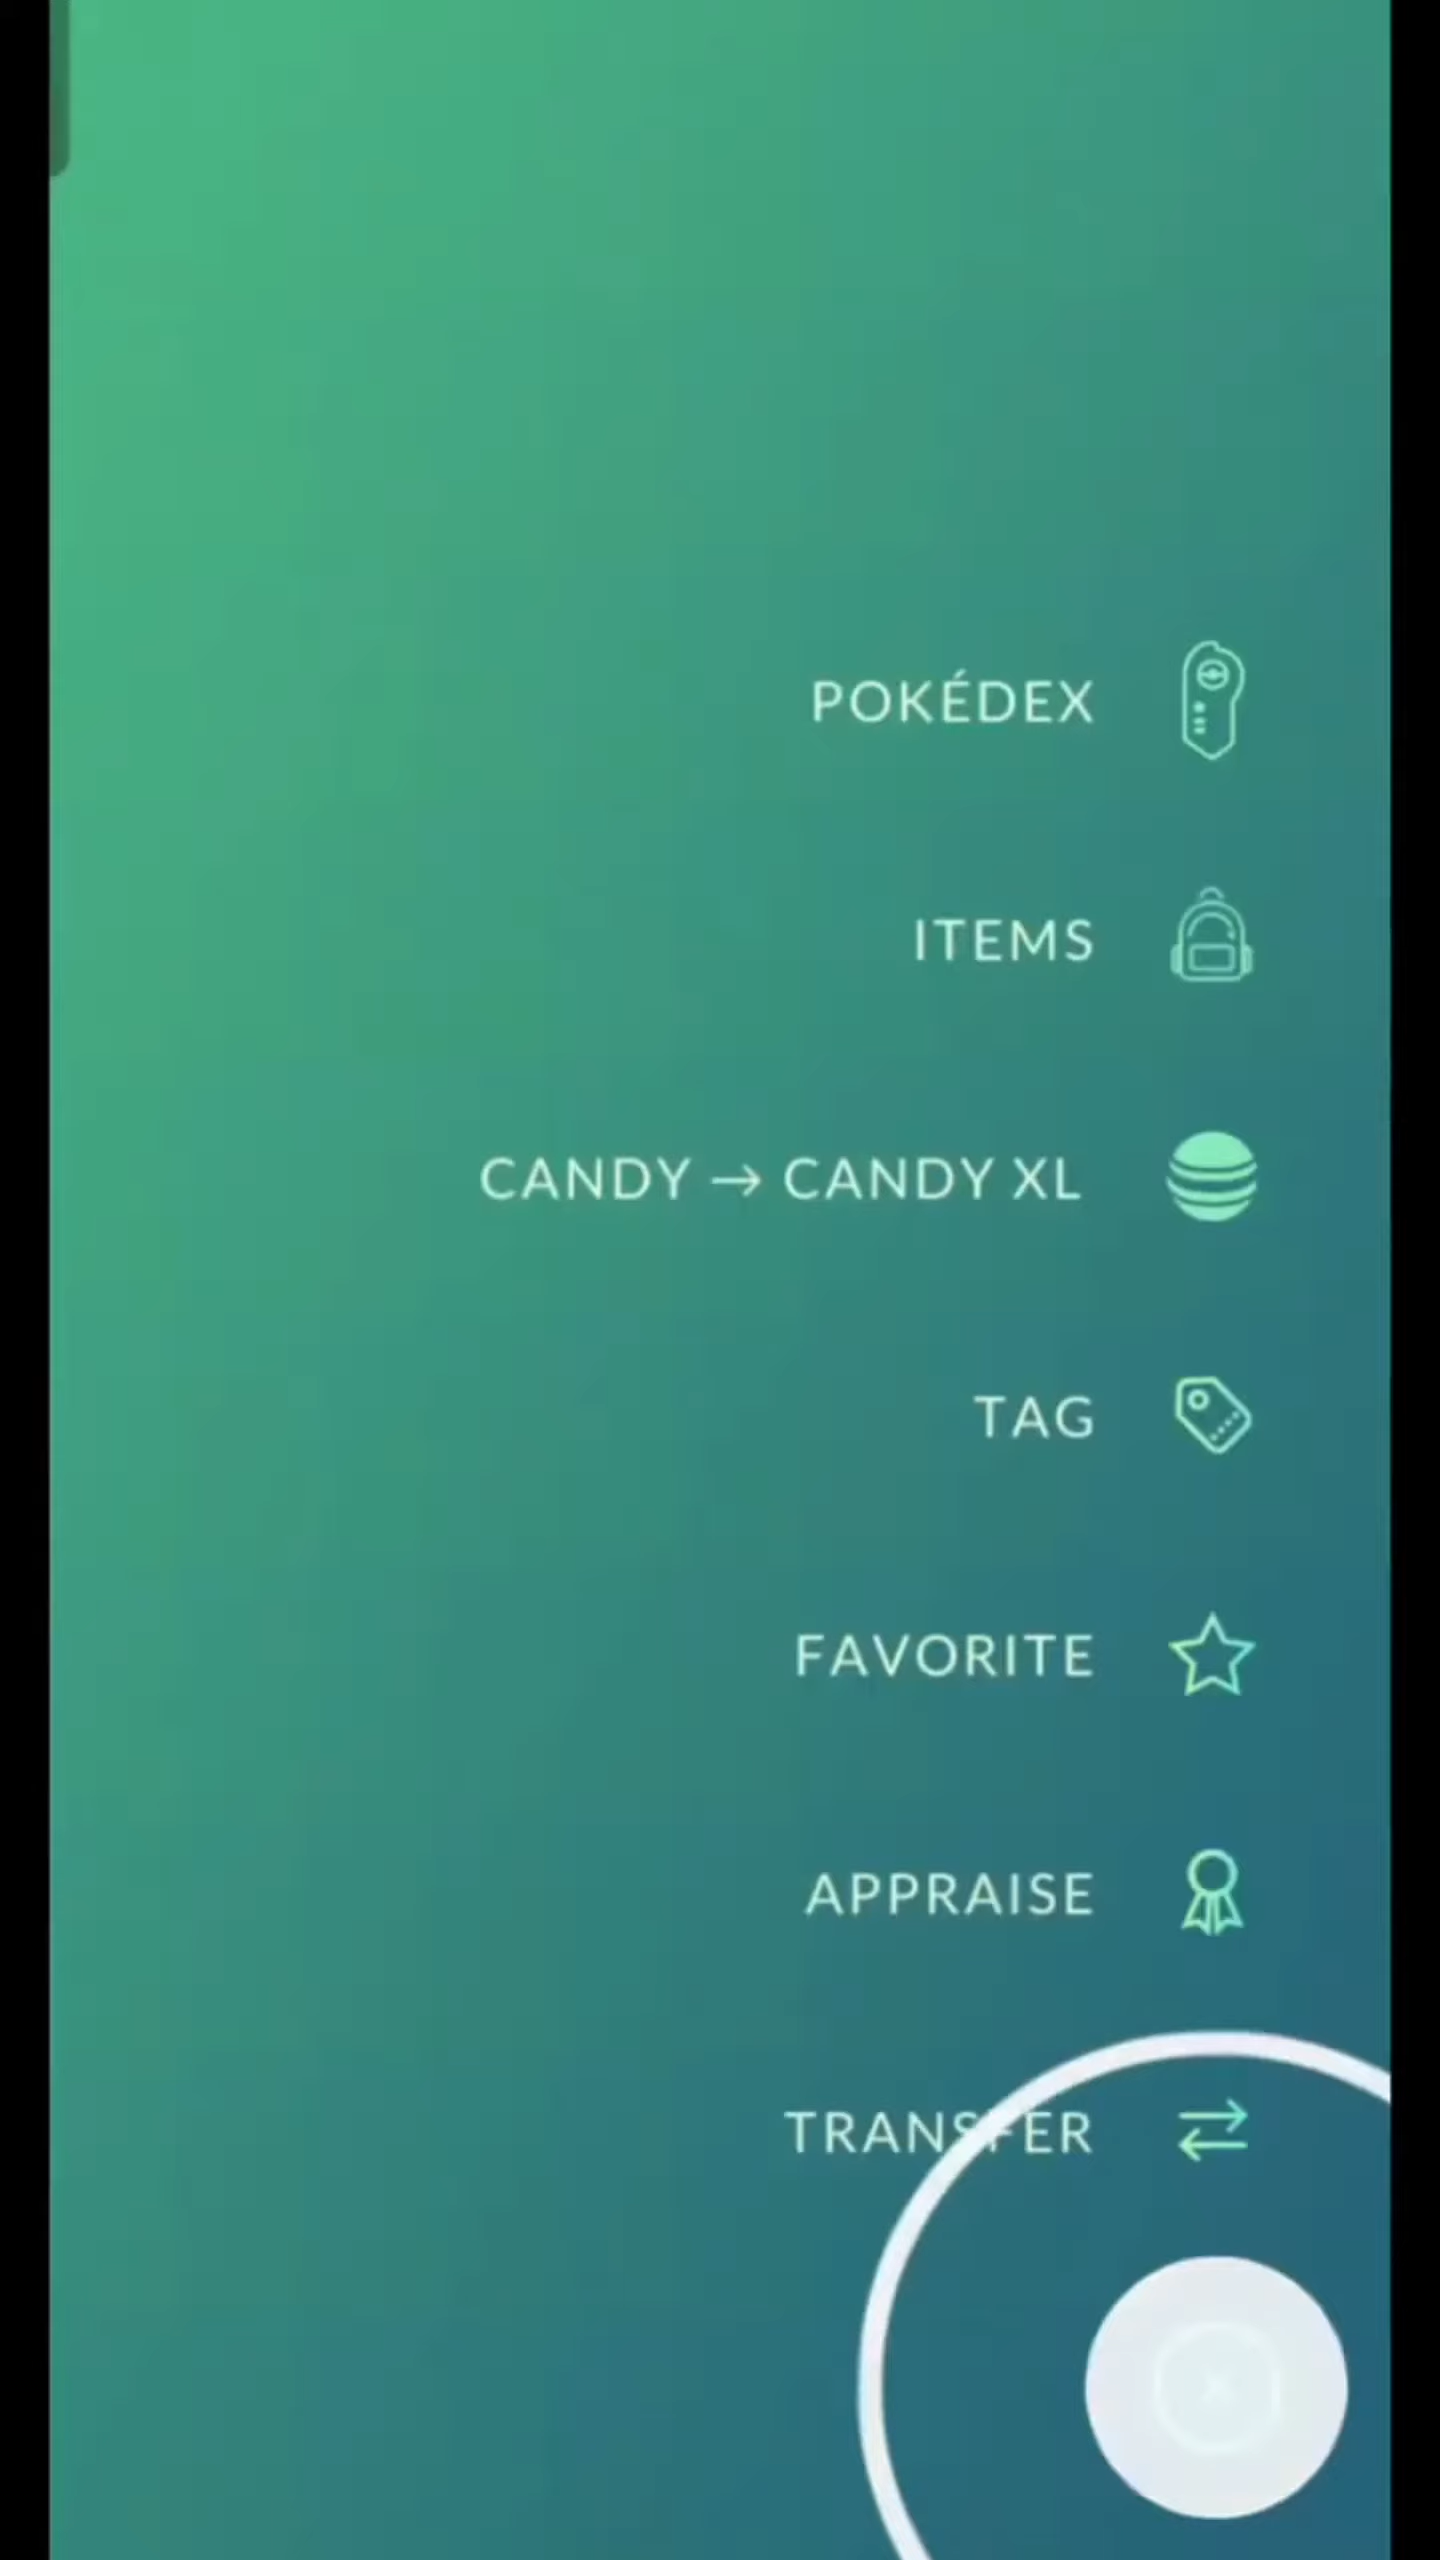 POKÉDEX
ITEMS
CANDY → CANDY XL
TAG
FAVORITE
APPRAISE
TRANSFER